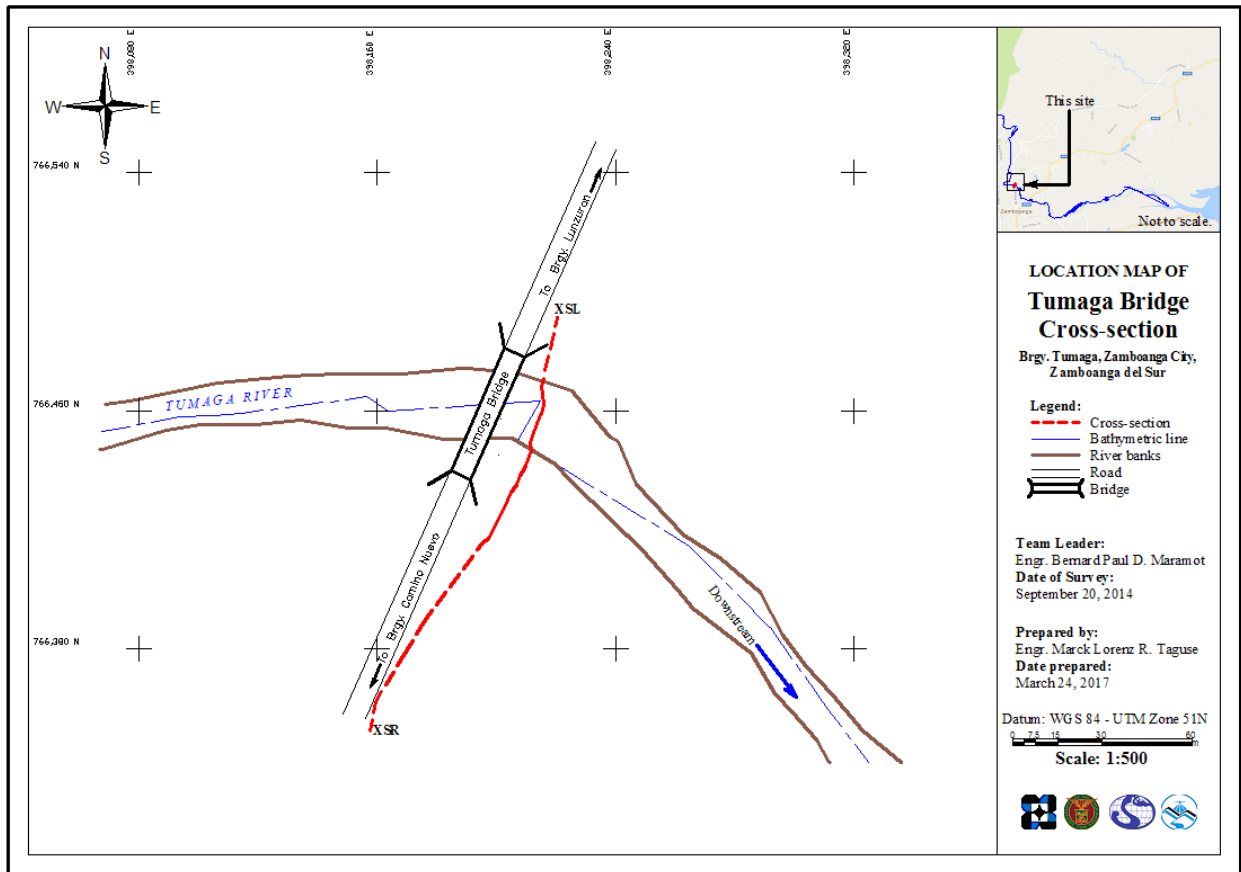 398,080 E
398,160 E
398,240 E
398,320 E
N
W
E
S
766,540 N
766,460 N
766,380 N
To Brgy. Lunzuran
XSL
TUMAGA RIVER
Tumaga Bridge
To Brgy. Camino Nuevo
XSR
Downstream
This site
Zamboanga
Not to scale.
LOCATION MAP OF
Tumaga Bridge
Cross-section
Brgy. Tumaga, Zamboanga City,
Zamboanga del Sur
Legend:
Cross-section
Bathymetric line
River banks
Road
Bridge
Team Leader:
Engr. Bernard Paul D. Maramot
Date of Survey:
September 20, 2014
Prepared by:
Engr. Marck Lorenz R. Taguse
Date prepared:
March 24, 2017
Datum: WGS 84 - UTM Zone 51N
0 7.5 15 30 60
m
Scale: 1:500